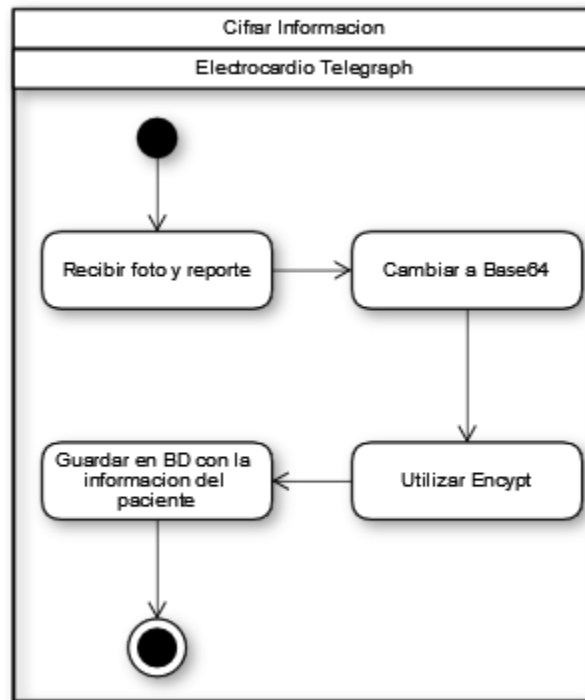 Cifrar Informacion
Electrocardio Telegraph
Recibir foto y reporte
Cambiar a Base64
Utilizar Encypt
Guardar en BD con la
informacion del
paciente